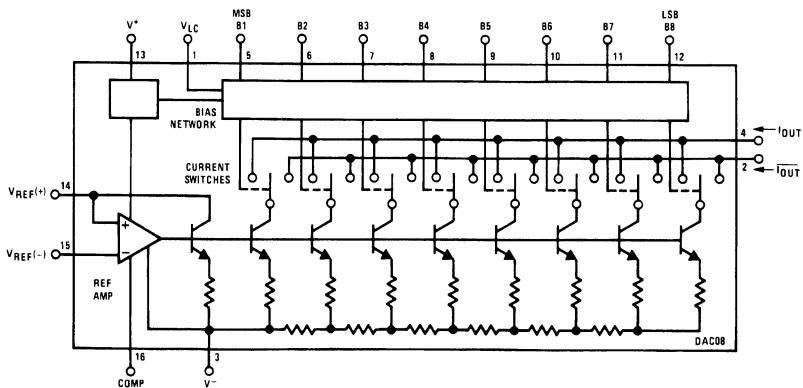 V+
VLC
MSB
B1
B2
B3
B4
B5
B6
B7
LSB
B8
13
1
5
6
7
8
9
10
11
12
BIAS
NETWORK
4
IOUT
2
IOUT
CURRENT
SWITCHES
VREF(+)
14
+
VREF(−)
15
−
REF
AMP
DAC08
16
3
COMP
V−